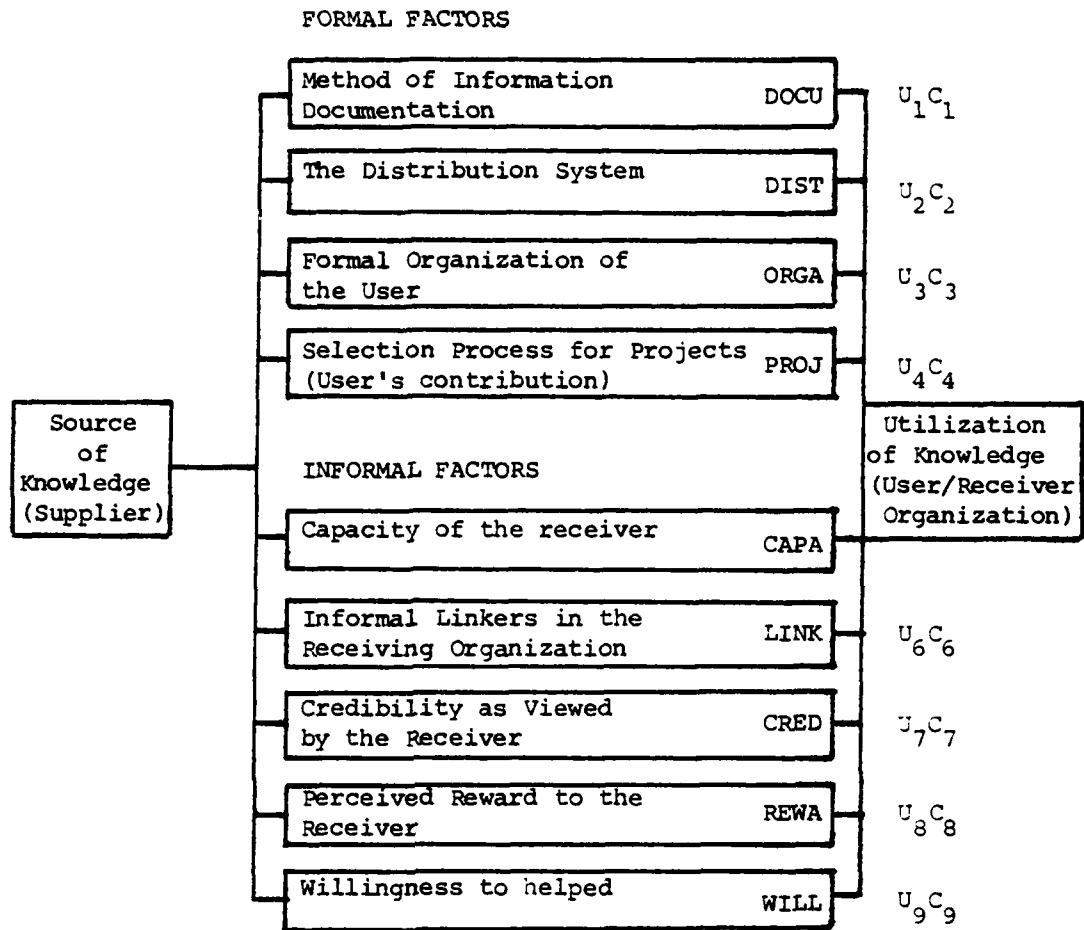 FORMAL FACTORS
Method of Information
Documentation
DOCU
U₁C₁
The Distribution System
DIST
U₂C₂
Formal Organization of
the User
ORGA
U₃C₃
Selection Process for Projects
(User's contribution)
PROJ
U₄C₄
Source
of
Knowledge
(Supplier)
Utilization
of Knowledge
(User/Receiver
Organization)
INFORMAL FACTORS
Capacity of the receiver
CAPA
Informal Linkers in the
Receiving Organization
LINK
U₆C₆
Credibility as Viewed
by the Receiver
CRED
U₇C₇
Perceived Reward to the
Receiver
REWA
U₈C₈
Willingness to helped
WILL
U₉C₉